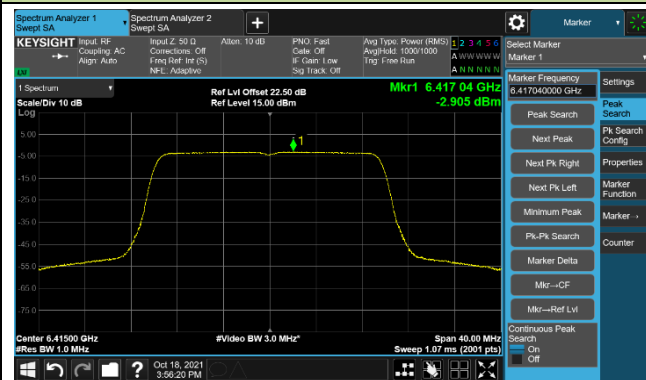 Spectrum Analyzer 1
Swept SA
Spectrum Analyzer 2
Swept SA
+
Marker
KEYSIGHT
Input: RF
Coupling: AC
Align: Auto
Input Z: 50 Ω
Corrections: Off
Freq Ref: Int (S)
NFE: Adaptive
Atten: 10 dB
PNO: Fast
Gate: Off
IF Gain: Low
Sig Track: Off
Avg Type: Power (RMS)
Avg|Hold: 1000/1000
Trig: Free Run
1 2 3 4 5 6
A W W W W W
A N N N N N
LXI
Select Marker
Marker 1
1 Spectrum
Scale/Div 10 dB
Log
Ref Lvl Offset 22.50 dB
Ref Level 15.00 dBm
Mkr1 6.417 04 GHz
-2.905 dBm
5.00
-5.00
-15.0
-25.0
-35.0
-45.0
-55.0
-65.0
-75.0
1
Center 6.41500 GHz
#Res BW 1.0 MHz
#Video BW 3.0 MHz*
Span 40.00 MHz
Sweep 1.07 ms (2001 pts)
Marker Frequency
6.417040000 GHz
Peak Search
Next Peak
Next Pk Right
Next Pk Left
Minimum Peak
Pk-Pk Search
Marker Delta
Mkr→CF
Mkr→Ref Lvl
Continuous Peak
Search
On
Off
Settings
Peak
Search
Pk Search
Config
Properties
Marker
Function
Marker→
Counter
?
Oct 18, 2021
3:56:20 PM